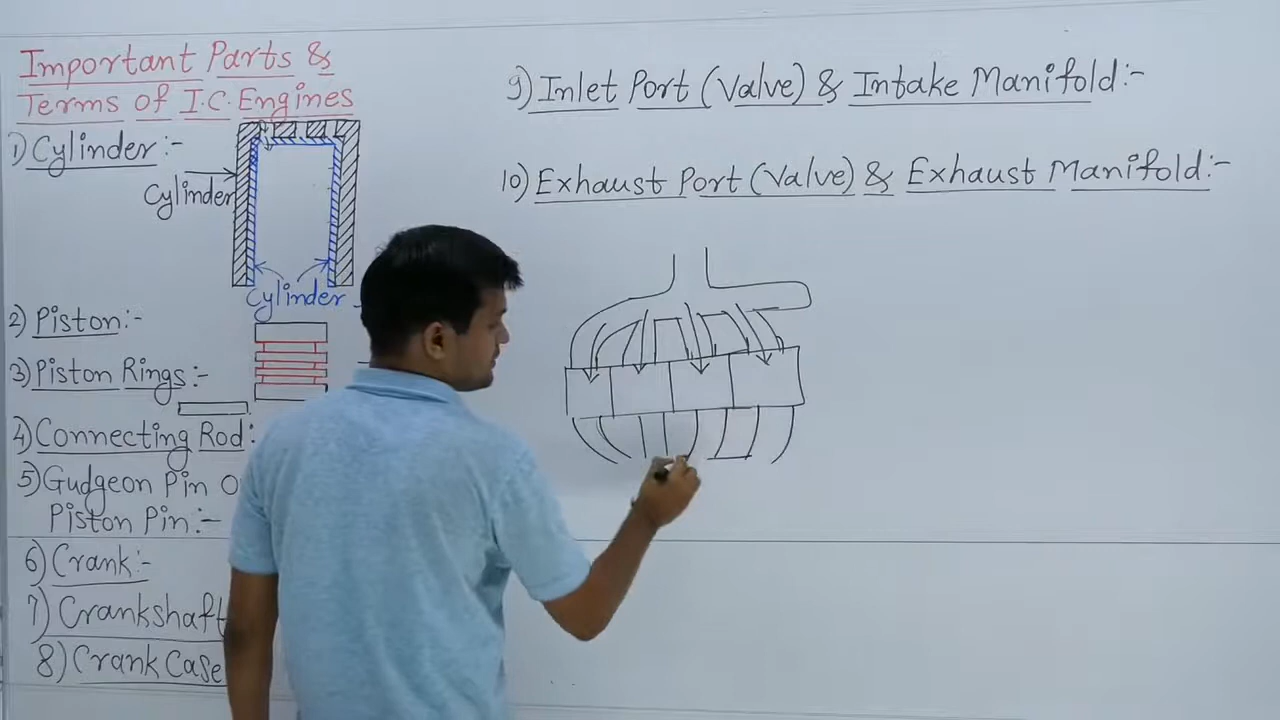 Important Parts &
Terms of I.C. Engines
1) Cylinder:-
Cylinder
Cylinder
2) Piston:-
3) Piston Rings:-
4) Connecting Rod:
5) Gudgeon Pin O
Piston Pin:-
6) Crank:-
7) Crankshaft
8) Crank Case
9) Inlet Port (Valve) & Intake Manifold:-
10) Exhaust Port (Valve) & Exhaust Manifold:-